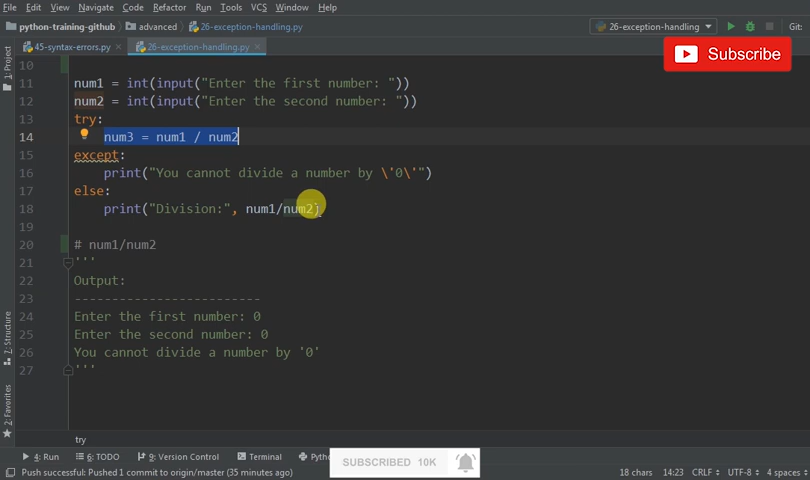 File Edit View Navigate Code Refactor Run Tools VCS Window Help
python-training-github advanced 26-exception-handling.py 26-exception-handling.py Git:
45-syntax-errors.py 26-exception-handling.py
Subscribe
1: Project
10
11 num1 = int(input("Enter the first number: "))
12 num2 = int(input("Enter the second number: "))
13 try:
14 num3 = num1 / num2
15 except:
16 print("You cannot divide a number by \'0\'")
17 else:
18 print("Division:", num1/num2)
19
20 # num1/num2
21 '''
22 Output:
23 --------------------------
24 Enter the first number: 0
25 Enter the second number: 0
26 You cannot divide a number by '0'
27 '''
7: Structure
2: Favorites
try
4: Run 6: TODO 9: Version Control Terminal Pytho
SUBSCRIBED 10K
Push successful: Pushed 1 commit to origin/master (35 minutes ago) 18 chars 14:23 CRLF UTF-8 4 spaces